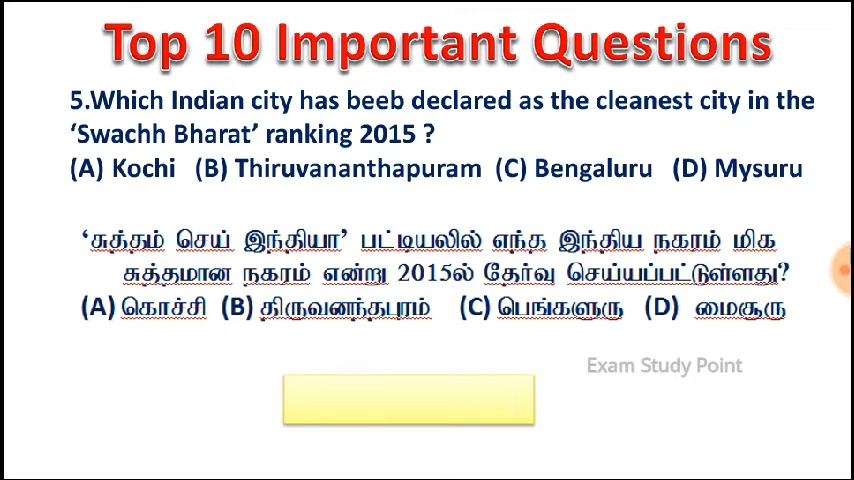 Top 10 Important Questions
5.Which Indian city has beeb declared as the cleanest city in the
‘Swachh Bharat’ ranking 2015 ?
(A) Kochi (B) Thiruvananthapuram (C) Bengaluru (D) Mysuru
‘சுத்தம் செய் இந்தியா’ பட்டியலில் எந்த இந்திய நகரம் மிக
சுத்தமான நகரம் என்று 2015ல் தேர்வு செய்யப்பட்டுள்ளது?
(A) கொச்சி (B) திருவனந்தபுரம் (C) பெங்களுரு (D) மைசூரு
Exam Study Point